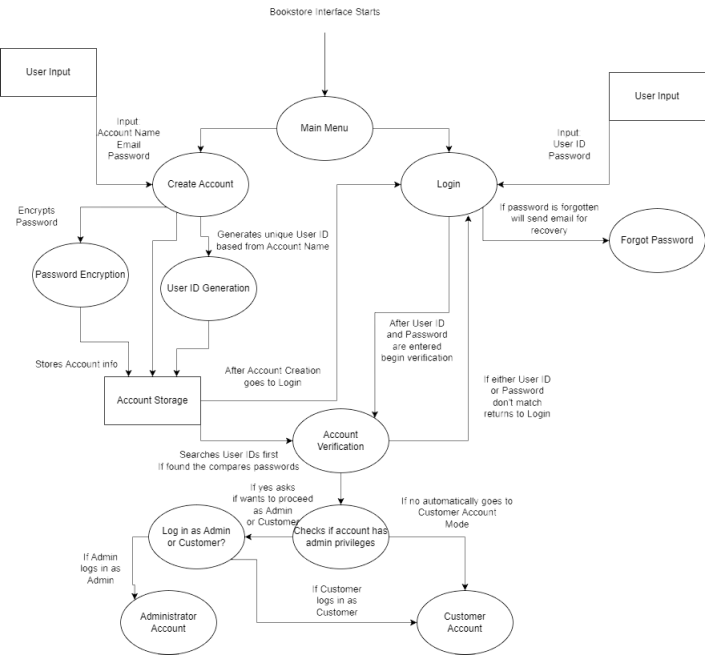 Bookstore Interface Starts
User Input
User Input
Main Menu
Input:
Account Name
Email
Password
Input:
User ID
Password
Create Account
Login
If password is forgotten
will send email for
recovery
Encrypts
Password
Generates unique User ID
based from Account Name
Forgot Password
Password Encryption
User ID Generation
After User ID
and Password
are entered
begin verification
Stores Account info
After Account Creation
goes to Login
If either User ID
or Password
don't match
returns to Login
Account Storage
Account
Verification
Searches User IDs first
If found the compares passwords
If yes asks
if wants to proceed
as Admin
or Customer
If no automatically goes to
Customer Account
Mode
Log in as Admin
or Customer?
Checks if account has
admin privileges
If Admin
logs in as
Admin
If Customer
logs in as
Customer
Administrator
Account
Customer
Account